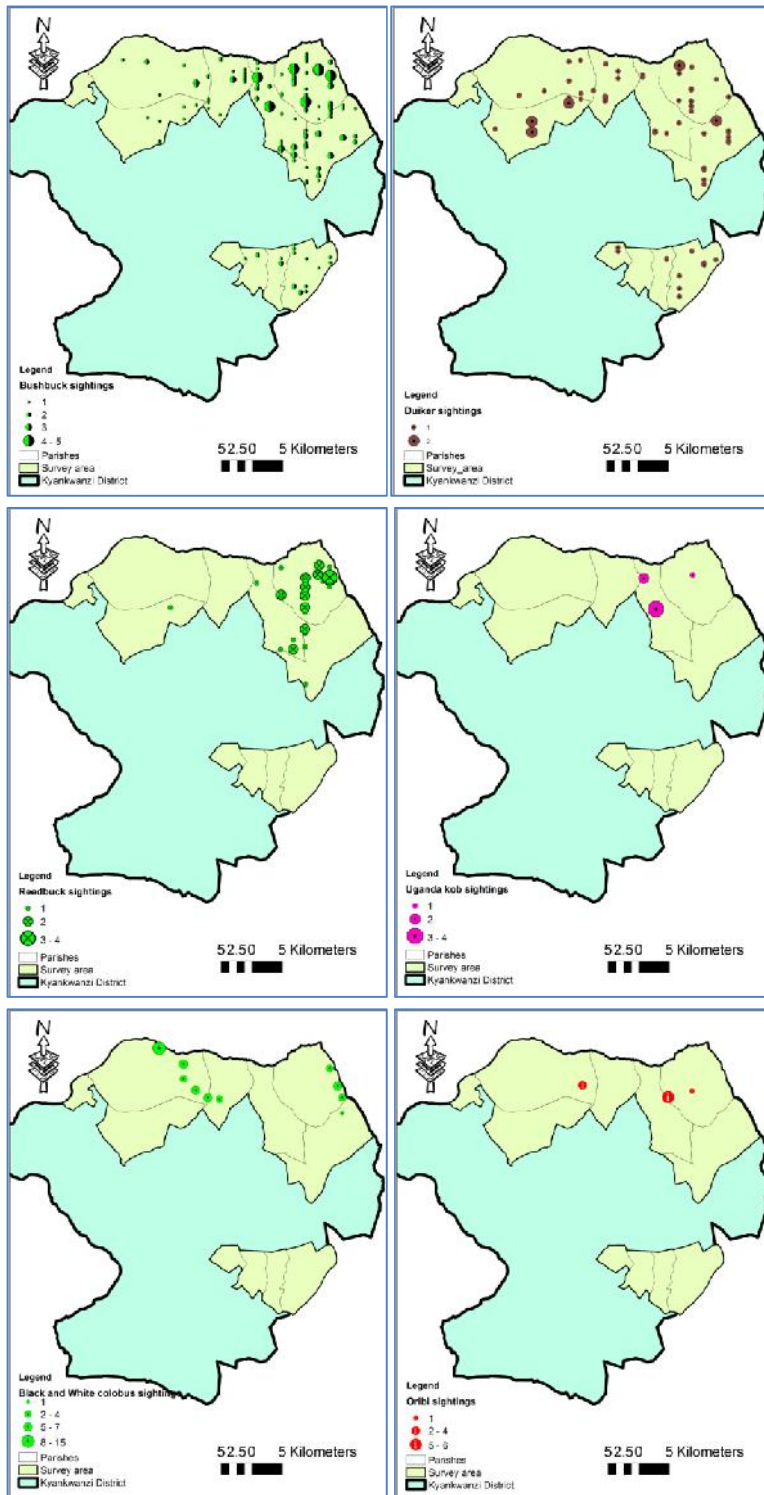 N
Legend
Bushbuck sightings
1
2
3
4 - 5
Parishes
Survey area
Kyankwanzi District
52.50 5 Kilometers
N
Legend
Duiker sightings
1
2
Parishes
Survey_area
Kyankwanzi District
52.50 5 Kilometers
N
Legend
Reedbuck sightings
1
2
3 - 4
Parishes
Survey area
Kyankwanzi District
52.50 5 Kilometers
N
Legend
Uganda kob sightings
1
2
3 - 4
Parishes
Survey area
Kyankwanzi District
52.50 5 Kilometers
N
Legend
Black and White colobus sightings
1
2 - 4
5 - 7
8 - 15
Parishes
Survey area
Kyankwanzi District
52.50 5 Kilometers
N
Legend
Oribi sightings
1
2 - 4
5 - 6
Parishes
Survey area
Kyankwanzi District
52.50 5 Kilometers